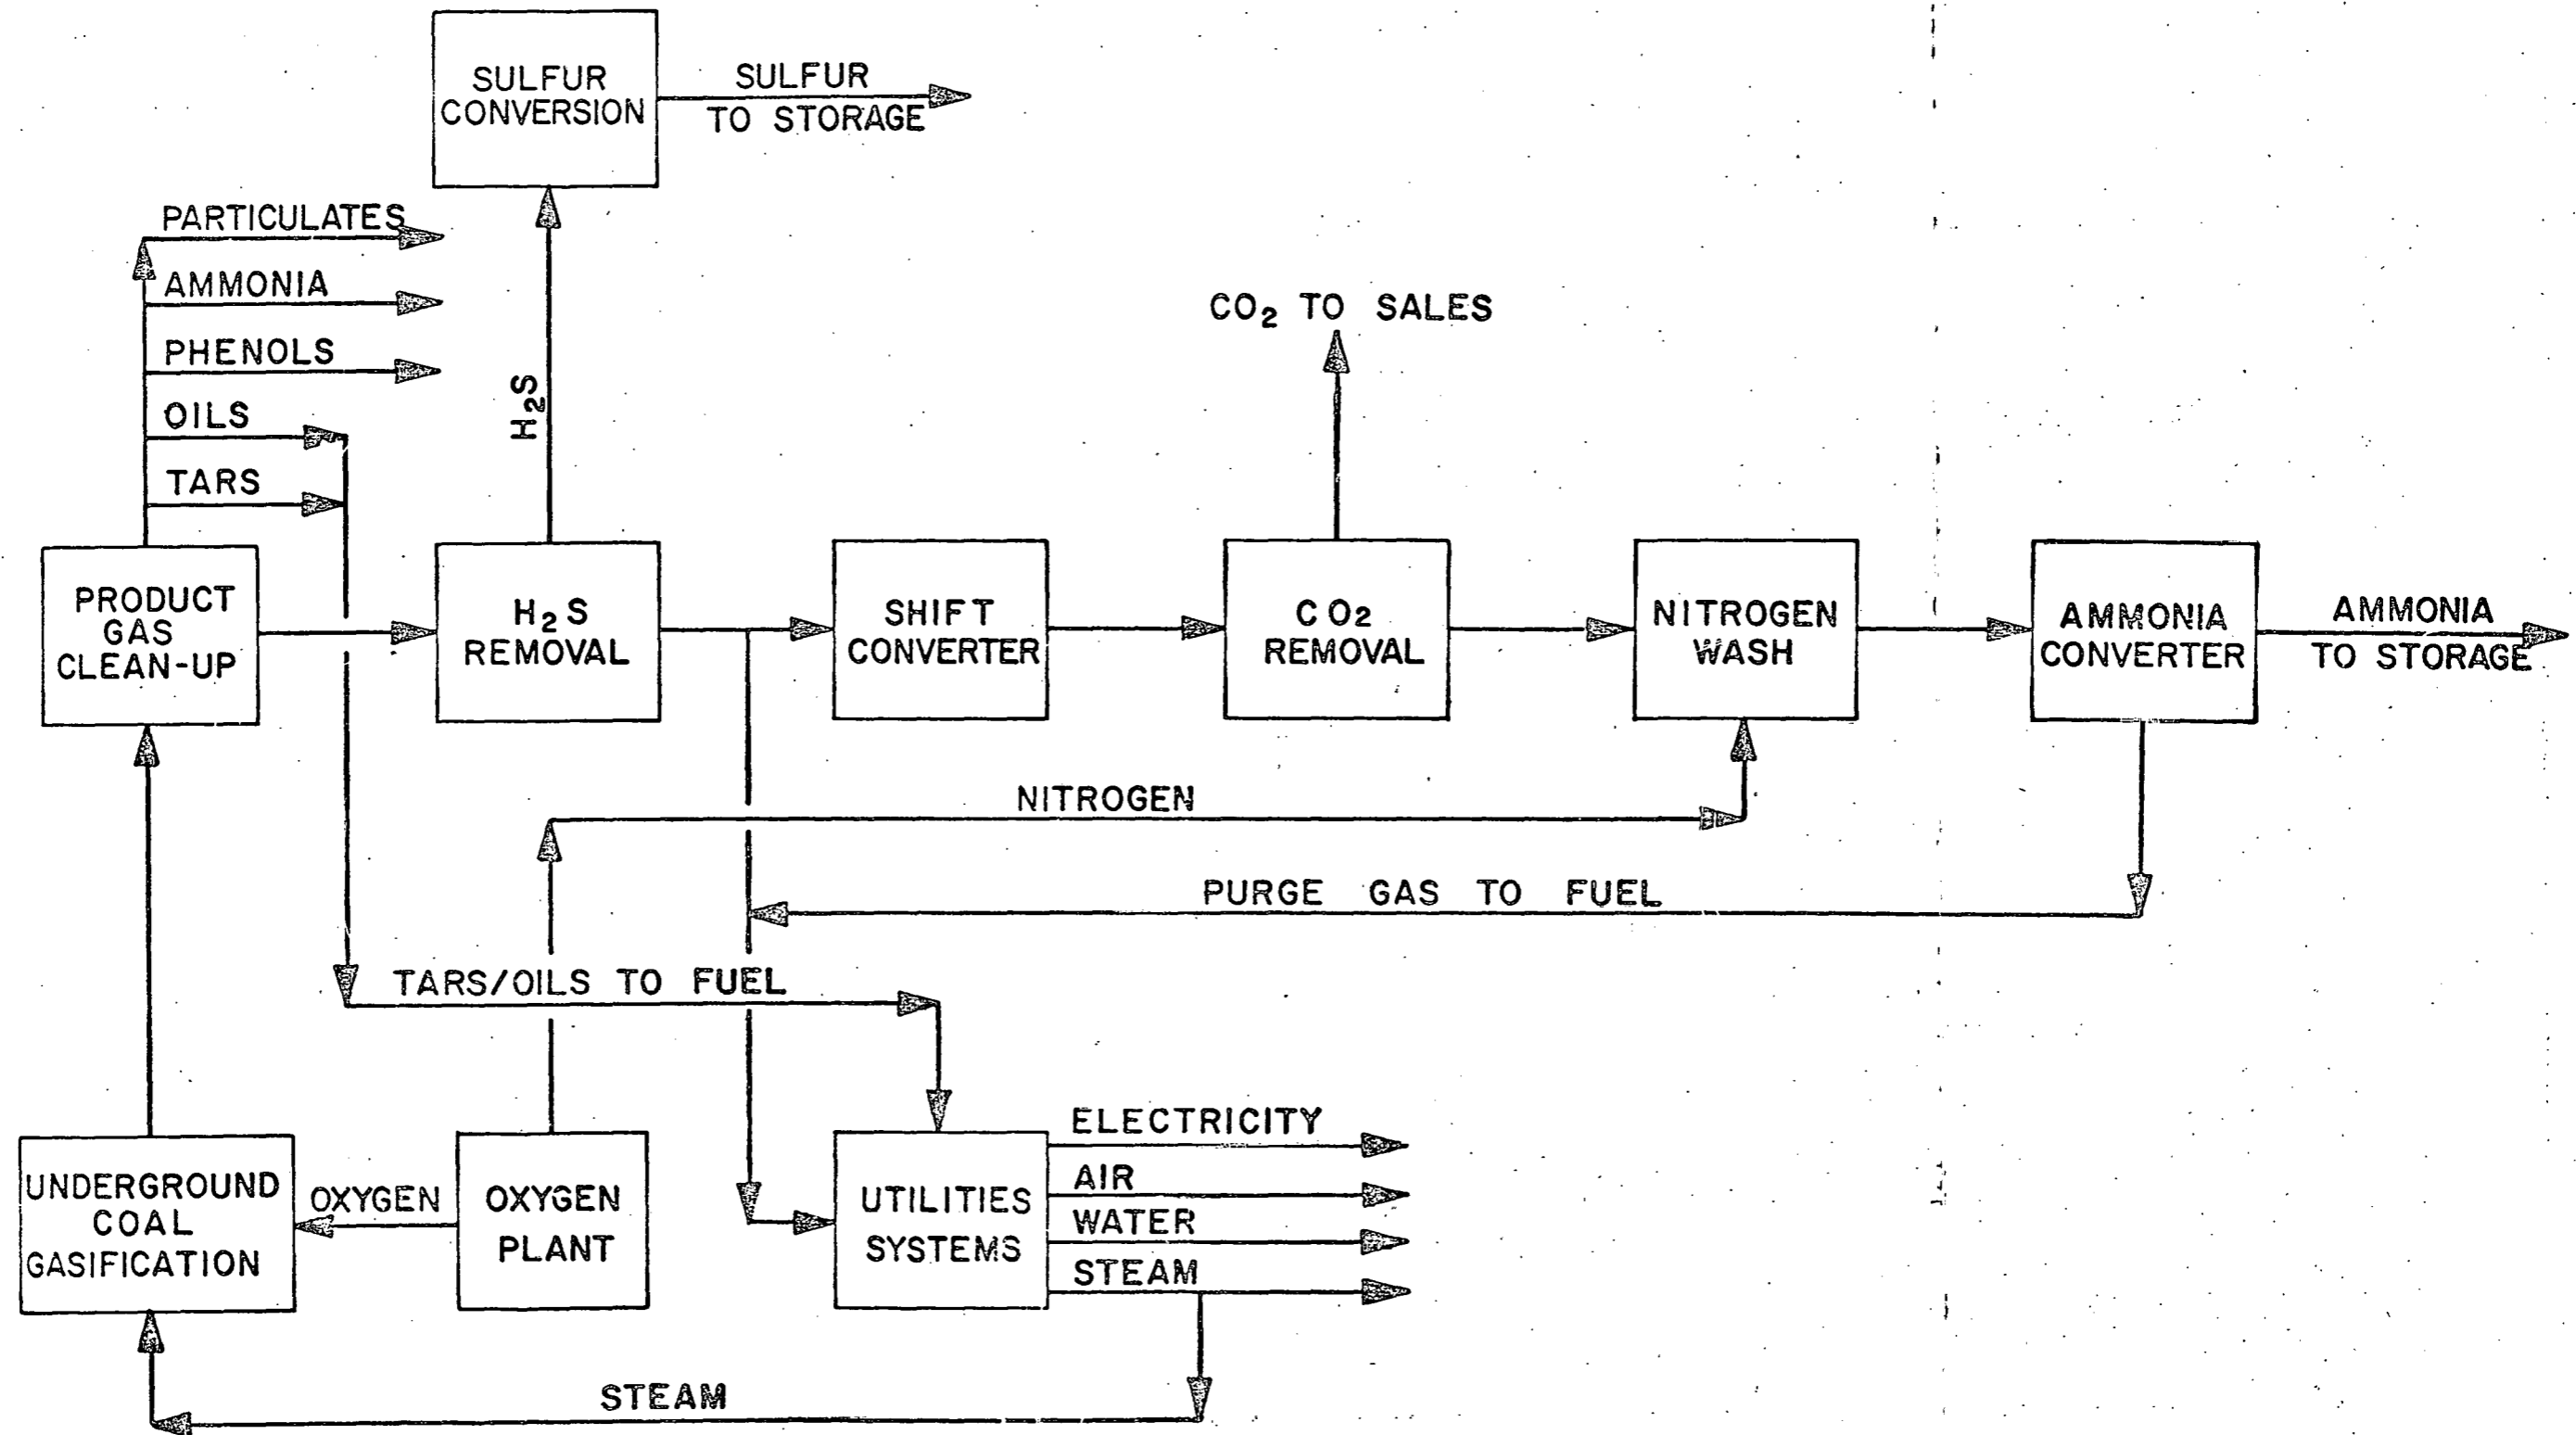 SULFUR
CONVERSION
SULFUR
TO STORAGE
PARTICULATES
AMMONIA
PHENOLS
OILS
TARS
H₂S
CO₂ TO SALES
PRODUCT
GAS
CLEAN-UP
H₂S
REMOVAL
SHIFT
CONVERTER
CO₂
REMOVAL
NITROGEN
WASH
AMMONIA
CONVERTER
AMMONIA
TO STORAGE
NITROGEN
PURGE GAS TO FUEL
TARS/OILS TO FUEL
UNDERGROUND
COAL
GASIFICATION
OXYGEN
OXYGEN
PLANT
UTILITIES
SYSTEMS
ELECTRICITY
AIR
WATER
STEAM
STEAM